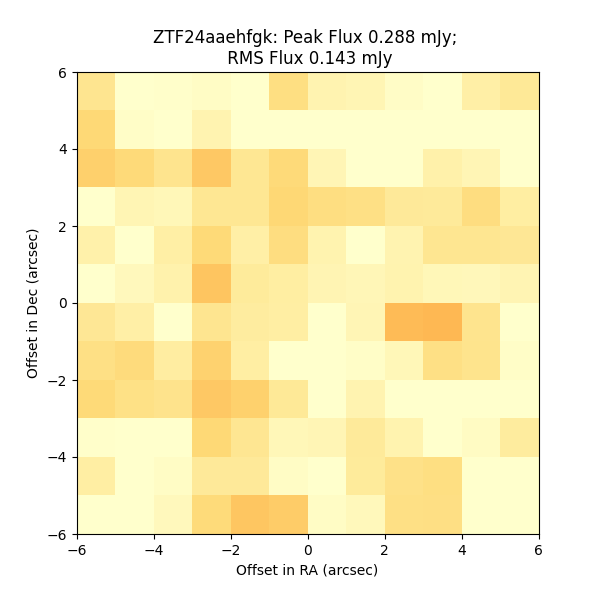 ZTF24aaehfgk: Peak Flux 0.288 mJy;
RMS Flux 0.143 mJy
6
4
2
0
−2
−4
−6
Offset in Dec (arcsec)
−6 −4 −2 0 2 4 6
Offset in RA (arcsec)